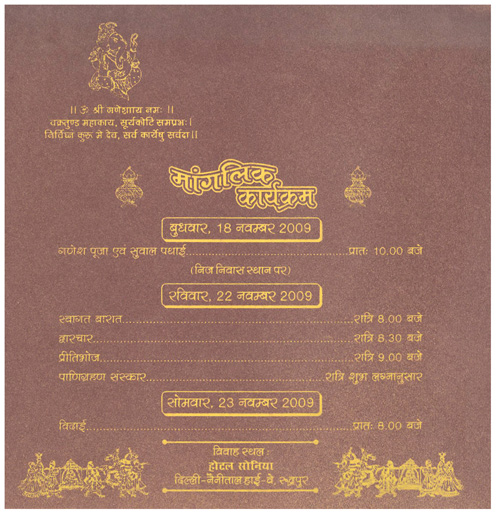 ।। ॐ श्री गणेशाय नमः ।।
वक्रतुण्ड महाकाय, सूर्यकोटि समप्रभः।
निर्विघ्नं कुरू मे देव, सर्व कार्येषु सर्वदा।।
मांगलिक
कार्यक्रम
बुधवार, 18 नवम्बर 2009
गणेश पूजा एवं सुवाल पथाई.......प्रातः 10.00 बजे
(निज निवास स्थान पर)
रविवार, 22 नवम्बर 2009
स्वागत बारात.......रात्रि 8.00 बजे
द्वारचार.......रात्रि 8.30 बजे
प्रीतिभोज.......रात्रि 9.00 बजे
पाणिग्रहण संस्कार.......रात्रि शुभ लग्नानुसार
सोमवार, 23 नवम्बर 2009
विदाई.......प्रातः 8.00 बजे
विवाह स्थल :
होटल सोनिया
दिल्ली-नैनीताल हाई-वे, रूद्रपुर